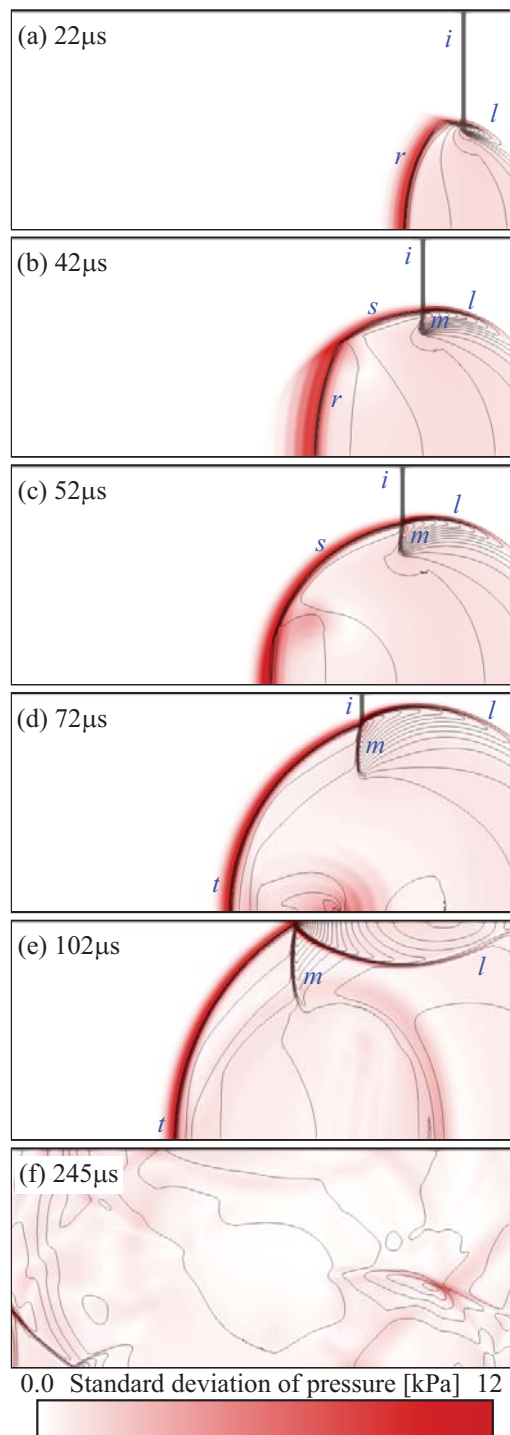 (a) 22μs
i
l
r
(b) 42μs
i
s
l
m
r
(c) 52μs
i
l
s
m
(d) 72μs
i
l
m
t
(e) 102μs
m
l
t
(f) 245μs
0.0 Standard deviation of pressure [kPa] 12